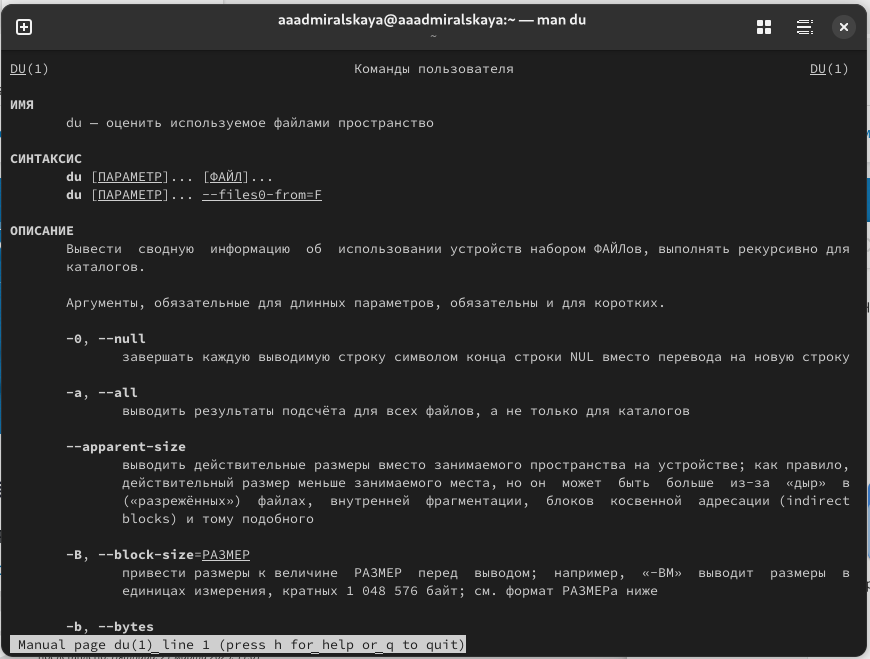 aaadmiralskaya@aaadmiralskaya:~ — man du
~
DU(1) Команды пользователя DU(1)
ИМЯ
du — оценить используемое файлами пространство
СИНТАКСИС
du [ПАРАМЕТР]... [ФАЙЛ]...
du [ПАРАМЕТР]... --files0-from=F
ОПИСАНИЕ
Вывести сводную информацию об использовании устройств набором ФАЙЛов, выполнять рекурсивно для
каталогов.
Аргументы, обязательные для длинных параметров, обязательны и для коротких.
-0, --null
завершать каждую выводимую строку символом конца строки NUL вместо перевода на новую строку
-a, --all
выводить результаты подсчёта для всех файлов, а не только для каталогов
--apparent-size
выводить действительные размеры вместо занимаемого пространства на устройстве; как правило,
действительный размер меньше занимаемого места, но он может быть больше из-за «дыр» в
(«разрежённых») файлах, внутренней фрагментации, блоков косвенной адресации (indirect
blocks) и тому подобного
-B, --block-size=РАЗМЕР
привести размеры к величине РАЗМЕР перед выводом; например, «-BM» выводит размеры в
единицах измерения, кратных 1 048 576 байт; см. формат РАЗМЕРа ниже
-b, --bytes
Manual page du(1) line 1 (press h for help or q to quit)